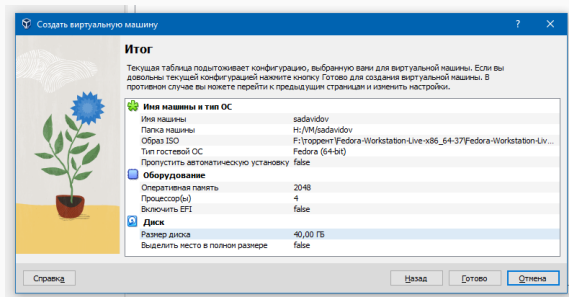 Создать виртуальную машину
?
Итог
Текущая таблица подытоживает конфигурацию, выбранную вами для виртуальной машины. Если вы
довольны текущей конфигурацией нажмите кнопку Готово для создания виртуальной машины. В
противном случае вы можете перейти к предыдущим страницам и изменить настройки.
Имя машины и тип ОС
Имя машины sadavidov
Папка машины H:/VM/sadavidov
Образ ISO F:\торрент\Fedora-Workstation-Live-x86_64-37\Fedora-Workstation-Liv...
Тип гостевой ОС Fedora (64-bit)
Пропустить автоматическую установку false
Оборудование
Оперативная память 2048
Процессор(ы) 4
Включить EFI false
Диск
Размер диска 40,00 ГБ
Выделить место в полном размере false
Справка Назад Готово Отмена